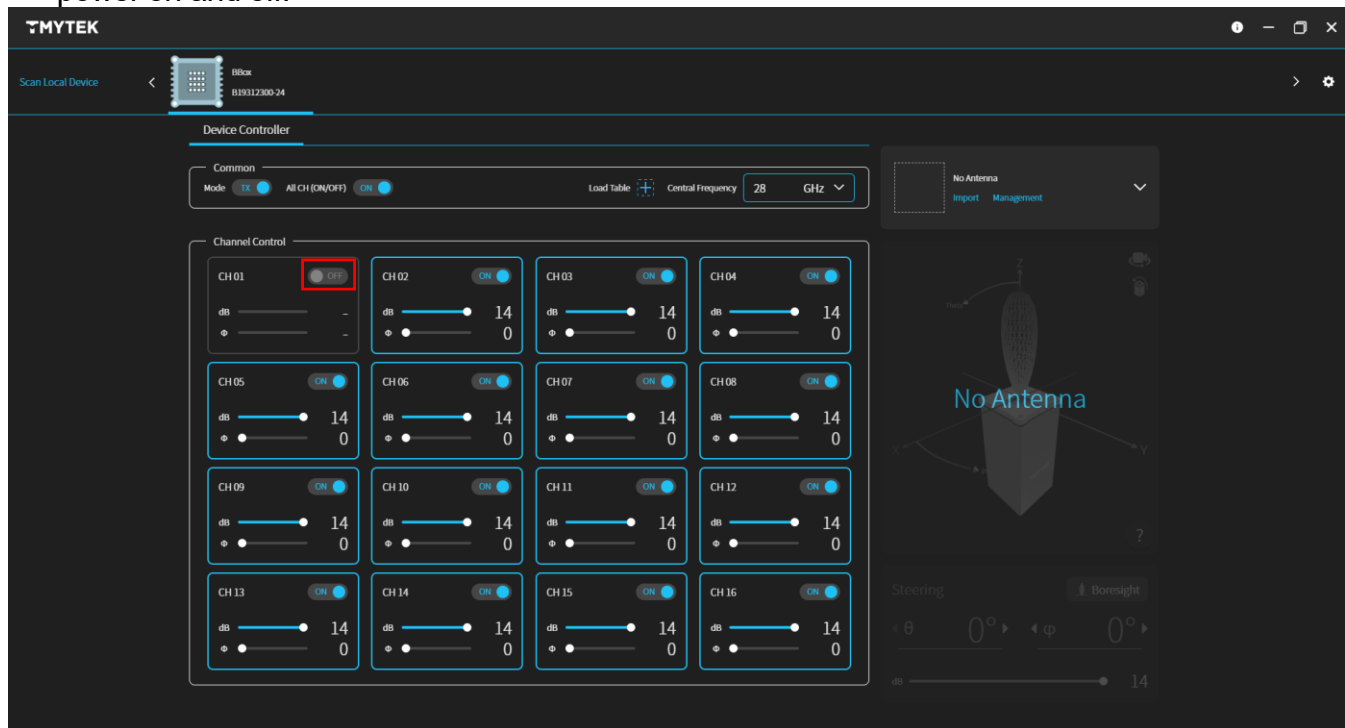 TMYTEK
Scan Local Device
BBox
B19312300-24
Device Controller
Common
Mode TX All CH (ON/OFF) ON Load Table Central Frequency 28 GHz
No Antenna
Import Management
Channel Control
CH 01 OFF CH 02 ON CH 03 ON CH 04 ON
dB - dB 14 dB 14 dB 14
Φ - Φ 0 Φ 0 Φ 0
CH 05 ON CH 06 ON CH 07 ON CH 08 ON
dB 14 dB 14 dB 14 dB 14
Φ 0 Φ 0 Φ 0 Φ 0
CH 09 ON CH 10 ON CH 11 ON CH 12 ON
dB 14 dB 14 dB 14 dB 14
Φ 0 Φ 0 Φ 0 Φ 0
CH 13 ON CH 14 ON CH 15 ON CH 16 ON
dB 14 dB 14 dB 14 dB 14
Φ 0 Φ 0 Φ 0 Φ 0
Z
No Antenna
X Y
?
Steering Boresight
θ 0° φ 0°
dB 14